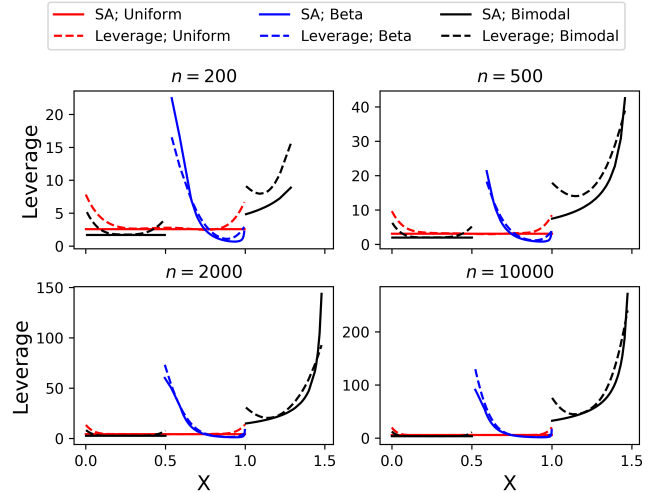 SA; Uniform SA; Beta SA; Bimodal
Leverage; Uniform Leverage; Beta Leverage; Bimodal
n = 200 n = 500
Leverage
20
15
10
5
0
40
30
20
10
0
n = 2000 n = 10000
Leverage
150
100
50
0
200
100
0
0.0 0.5 1.0 1.5 0.0 0.5 1.0 1.5
X X